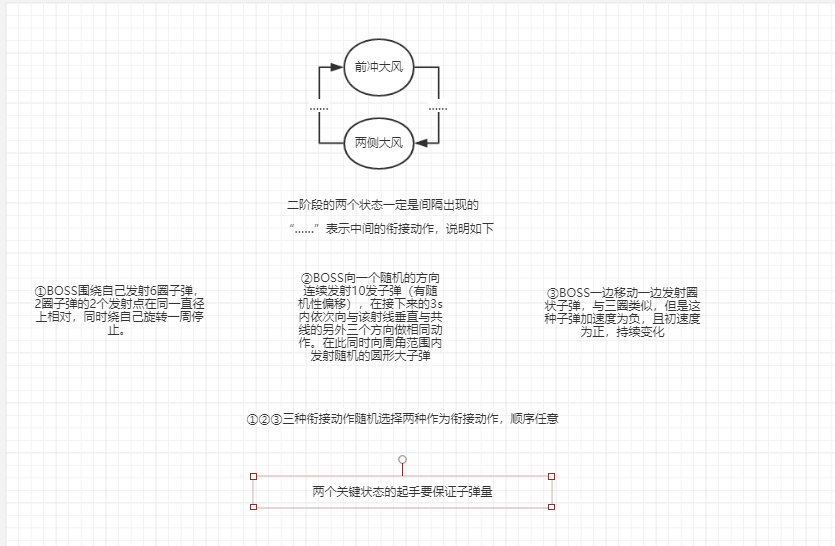 前冲大风
......
......
两侧大风
二阶段的两个状态一定是间隔出现的
“......”表示中间的衔接动作，说明如下
①BOSS围绕自己发射6圈子弹，
2圈子弹的2个发射点在同一直径
上相对，同时绕自己旋转一周停
止。
②BOSS向一个随机的方向
连续发射10发子弹（有随
机性偏移），在接下来的3s
内依次向与该射线垂直与共
线的另外三个方向做相同动
作。在此同时向周角范围内
发射随机的圆形大子弹
③BOSS一边移动一边发射圆
状子弹，与三圆类似，但是这
种子弹加速度为负，且初速度
为正，持续变化
①②③三种衔接动作随机选择两种作为衔接动作，顺序任意
两个关键状态的起手要保证子弹量